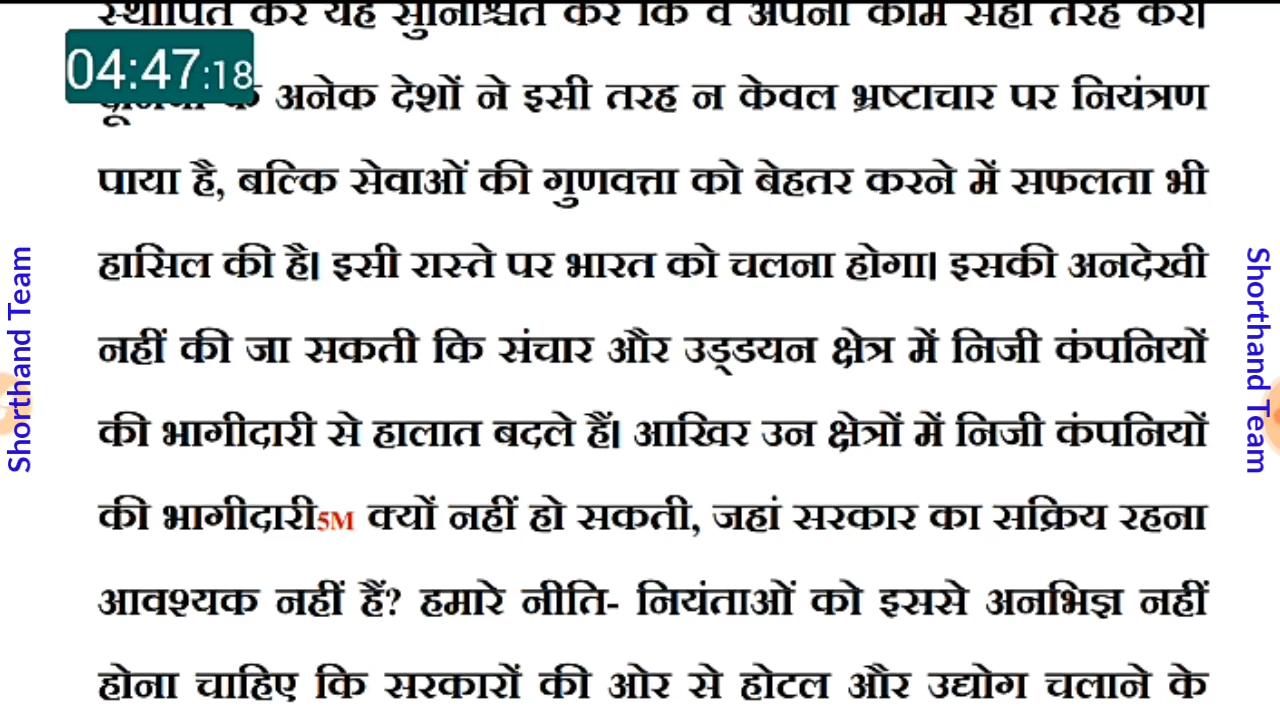 स्थापित कर यह सुनिश्चित करें कि वे अपना काम सही तरह करें।
04:47:18
अनेक देशों ने इसी तरह न केवल भ्रष्टाचार पर नियंत्रण
पाया है, बल्कि सेवाओं की गुणवत्ता को बेहतर करने में सफलता भी
हासिल की है। इसी रास्ते पर भारत को चलना होगा। इसकी अनदेखी
नहीं की जा सकती कि संचार और उड्डयन क्षेत्र में निजी कंपनियों
की भागीदारी से हालात बदले हैं। आखिर उन क्षेत्रों में निजी कंपनियों
की भागीदारी5M क्यों नहीं हो सकती, जहां सरकार का सक्रिय रहना
आवश्यक नहीं हैं? हमारे नीति- नियंताओं को इससे अनभिज्ञ नहीं
होना चाहिए कि सरकारों की ओर से होटल और उद्योग चलाने के
Shorthand Team
Shorthand Team